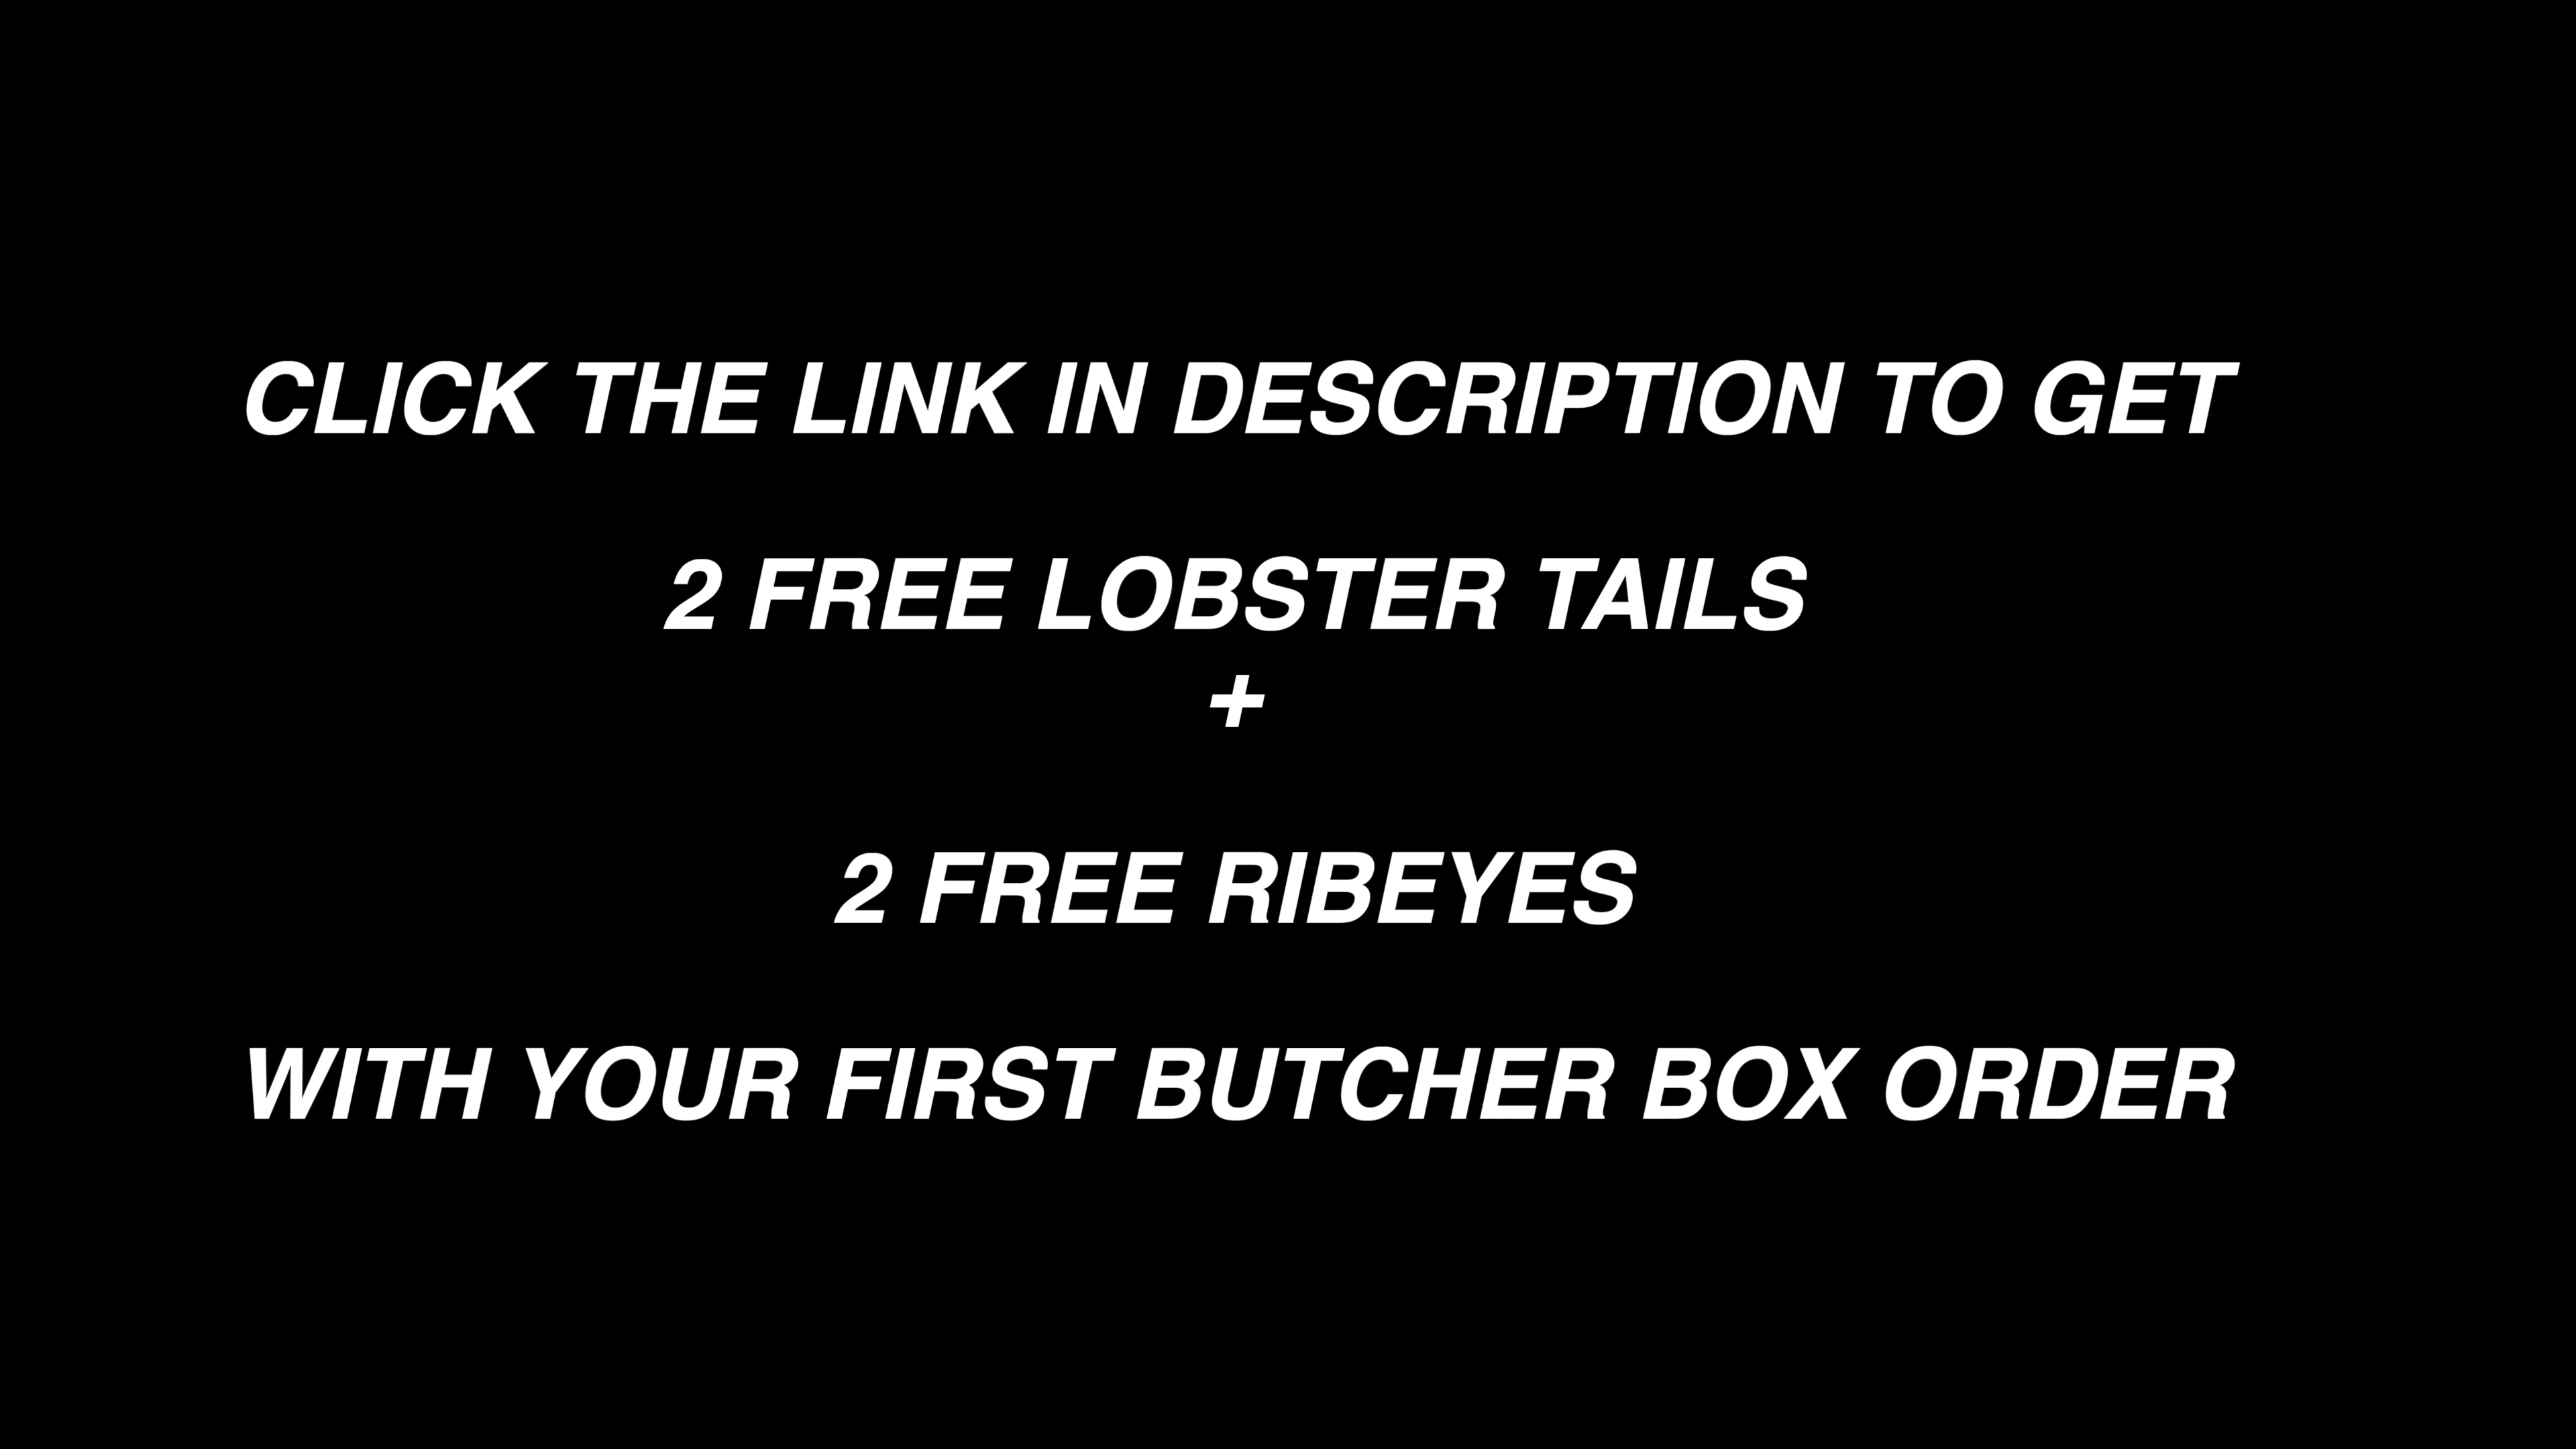 CLICK THE LINK IN DESCRIPTION TO GET
2 FREE LOBSTER TAILS
+
2 FREE RIBEYES
WITH YOUR FIRST BUTCHER BOX ORDER